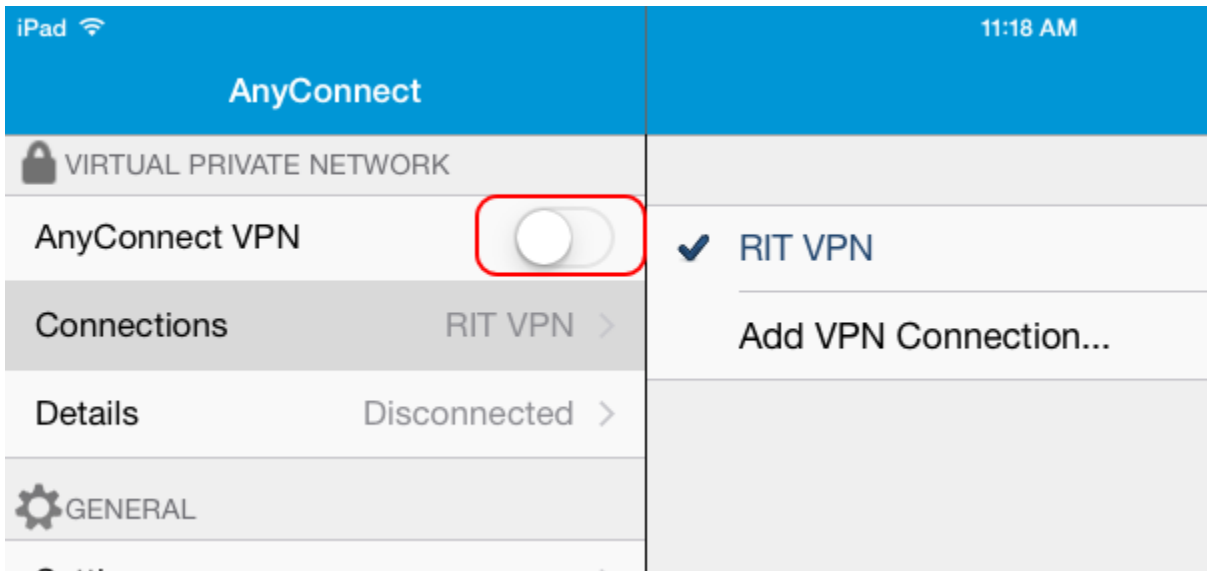 iPad
11:18 AM
AnyConnect
VIRTUAL PRIVATE NETWORK
AnyConnect VPN
Connections RIT VPN
Details Disconnected
GENERAL
RIT VPN
Add VPN Connection...